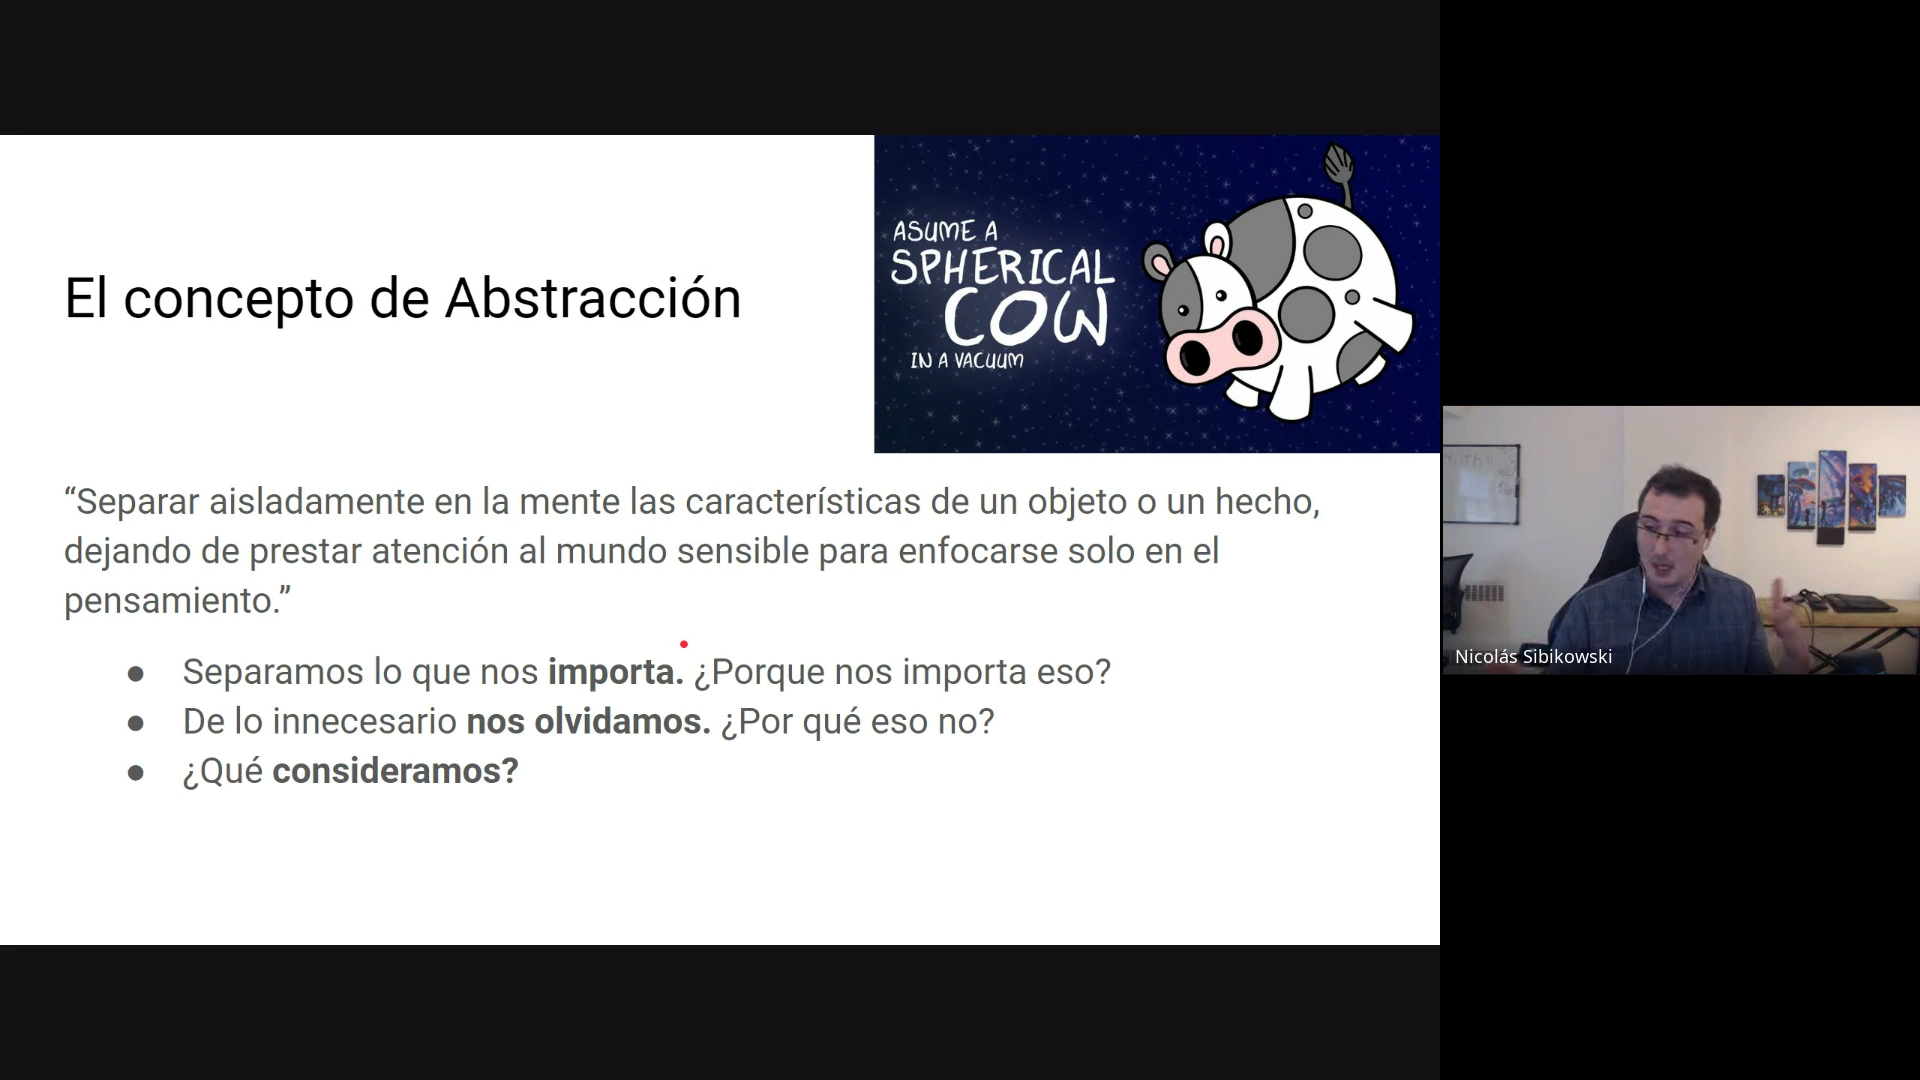 El concepto de Abstracción
ASUME A
SPHERICAL
COW
IN A VACUUM
“Separar aisladamente en la mente las características de un objeto o un hecho,
dejando de prestar atención al mundo sensible para enfocarse solo en el
pensamiento.”
● Separamos lo que nos importa. ¿Porque nos importa eso?
● De lo innecesario nos olvidamos. ¿Por qué eso no?
● ¿Qué consideramos?
Nicolás Sibikowski